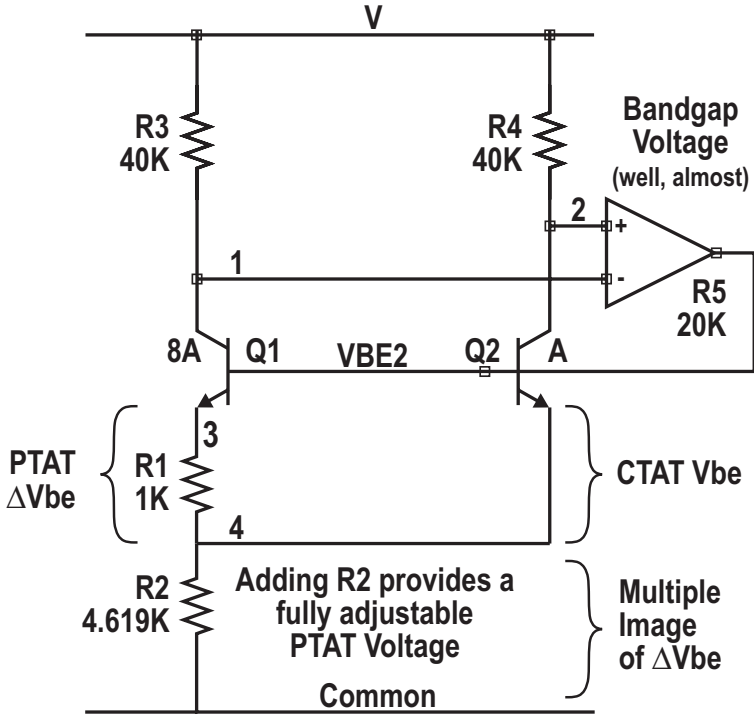 V
R3
40K
R4
40K
Bandgap
Voltage
(well, almost)
2
+
1
-
R5
20K
8A
Q1
VBE2
Q2
A
3
PTAT
ΔVbe
R1
1K
CTAT Vbe
4
R2
4.619K
Adding R2 provides a
fully adjustable
PTAT Voltage
Multiple
Image
of ΔVbe
Common